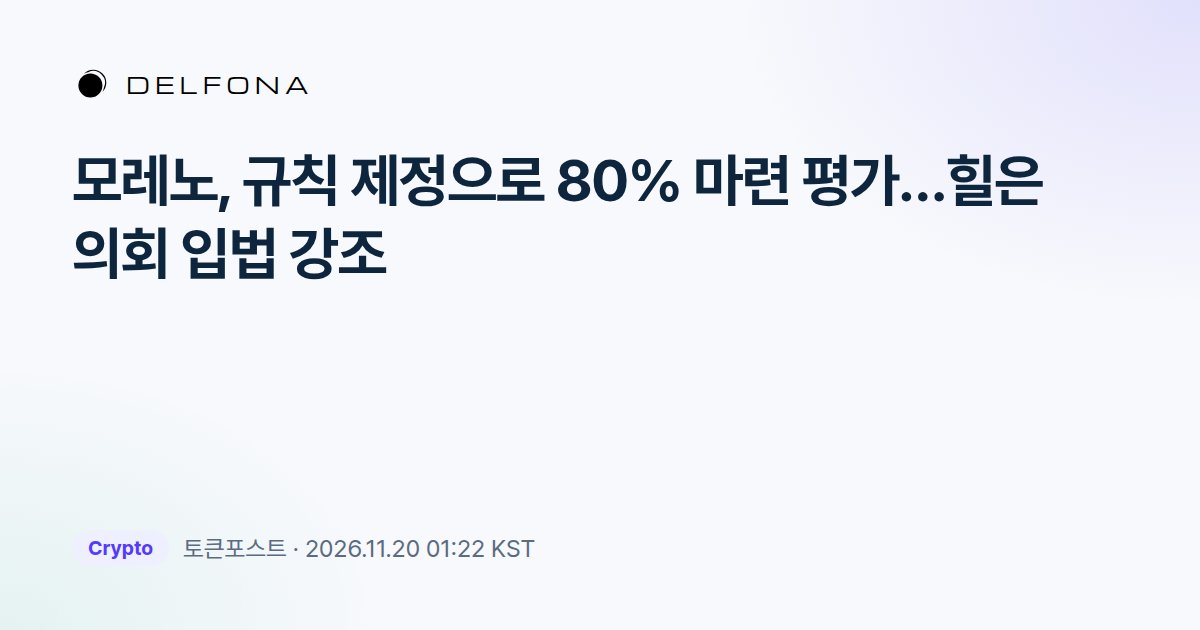 DELFONA
모레노, 규칙 제정으로 80% 마련 평가…힐은
의회 입법 강조
Crypto 토큰포스트 · 2026.11.20 01:22 KST